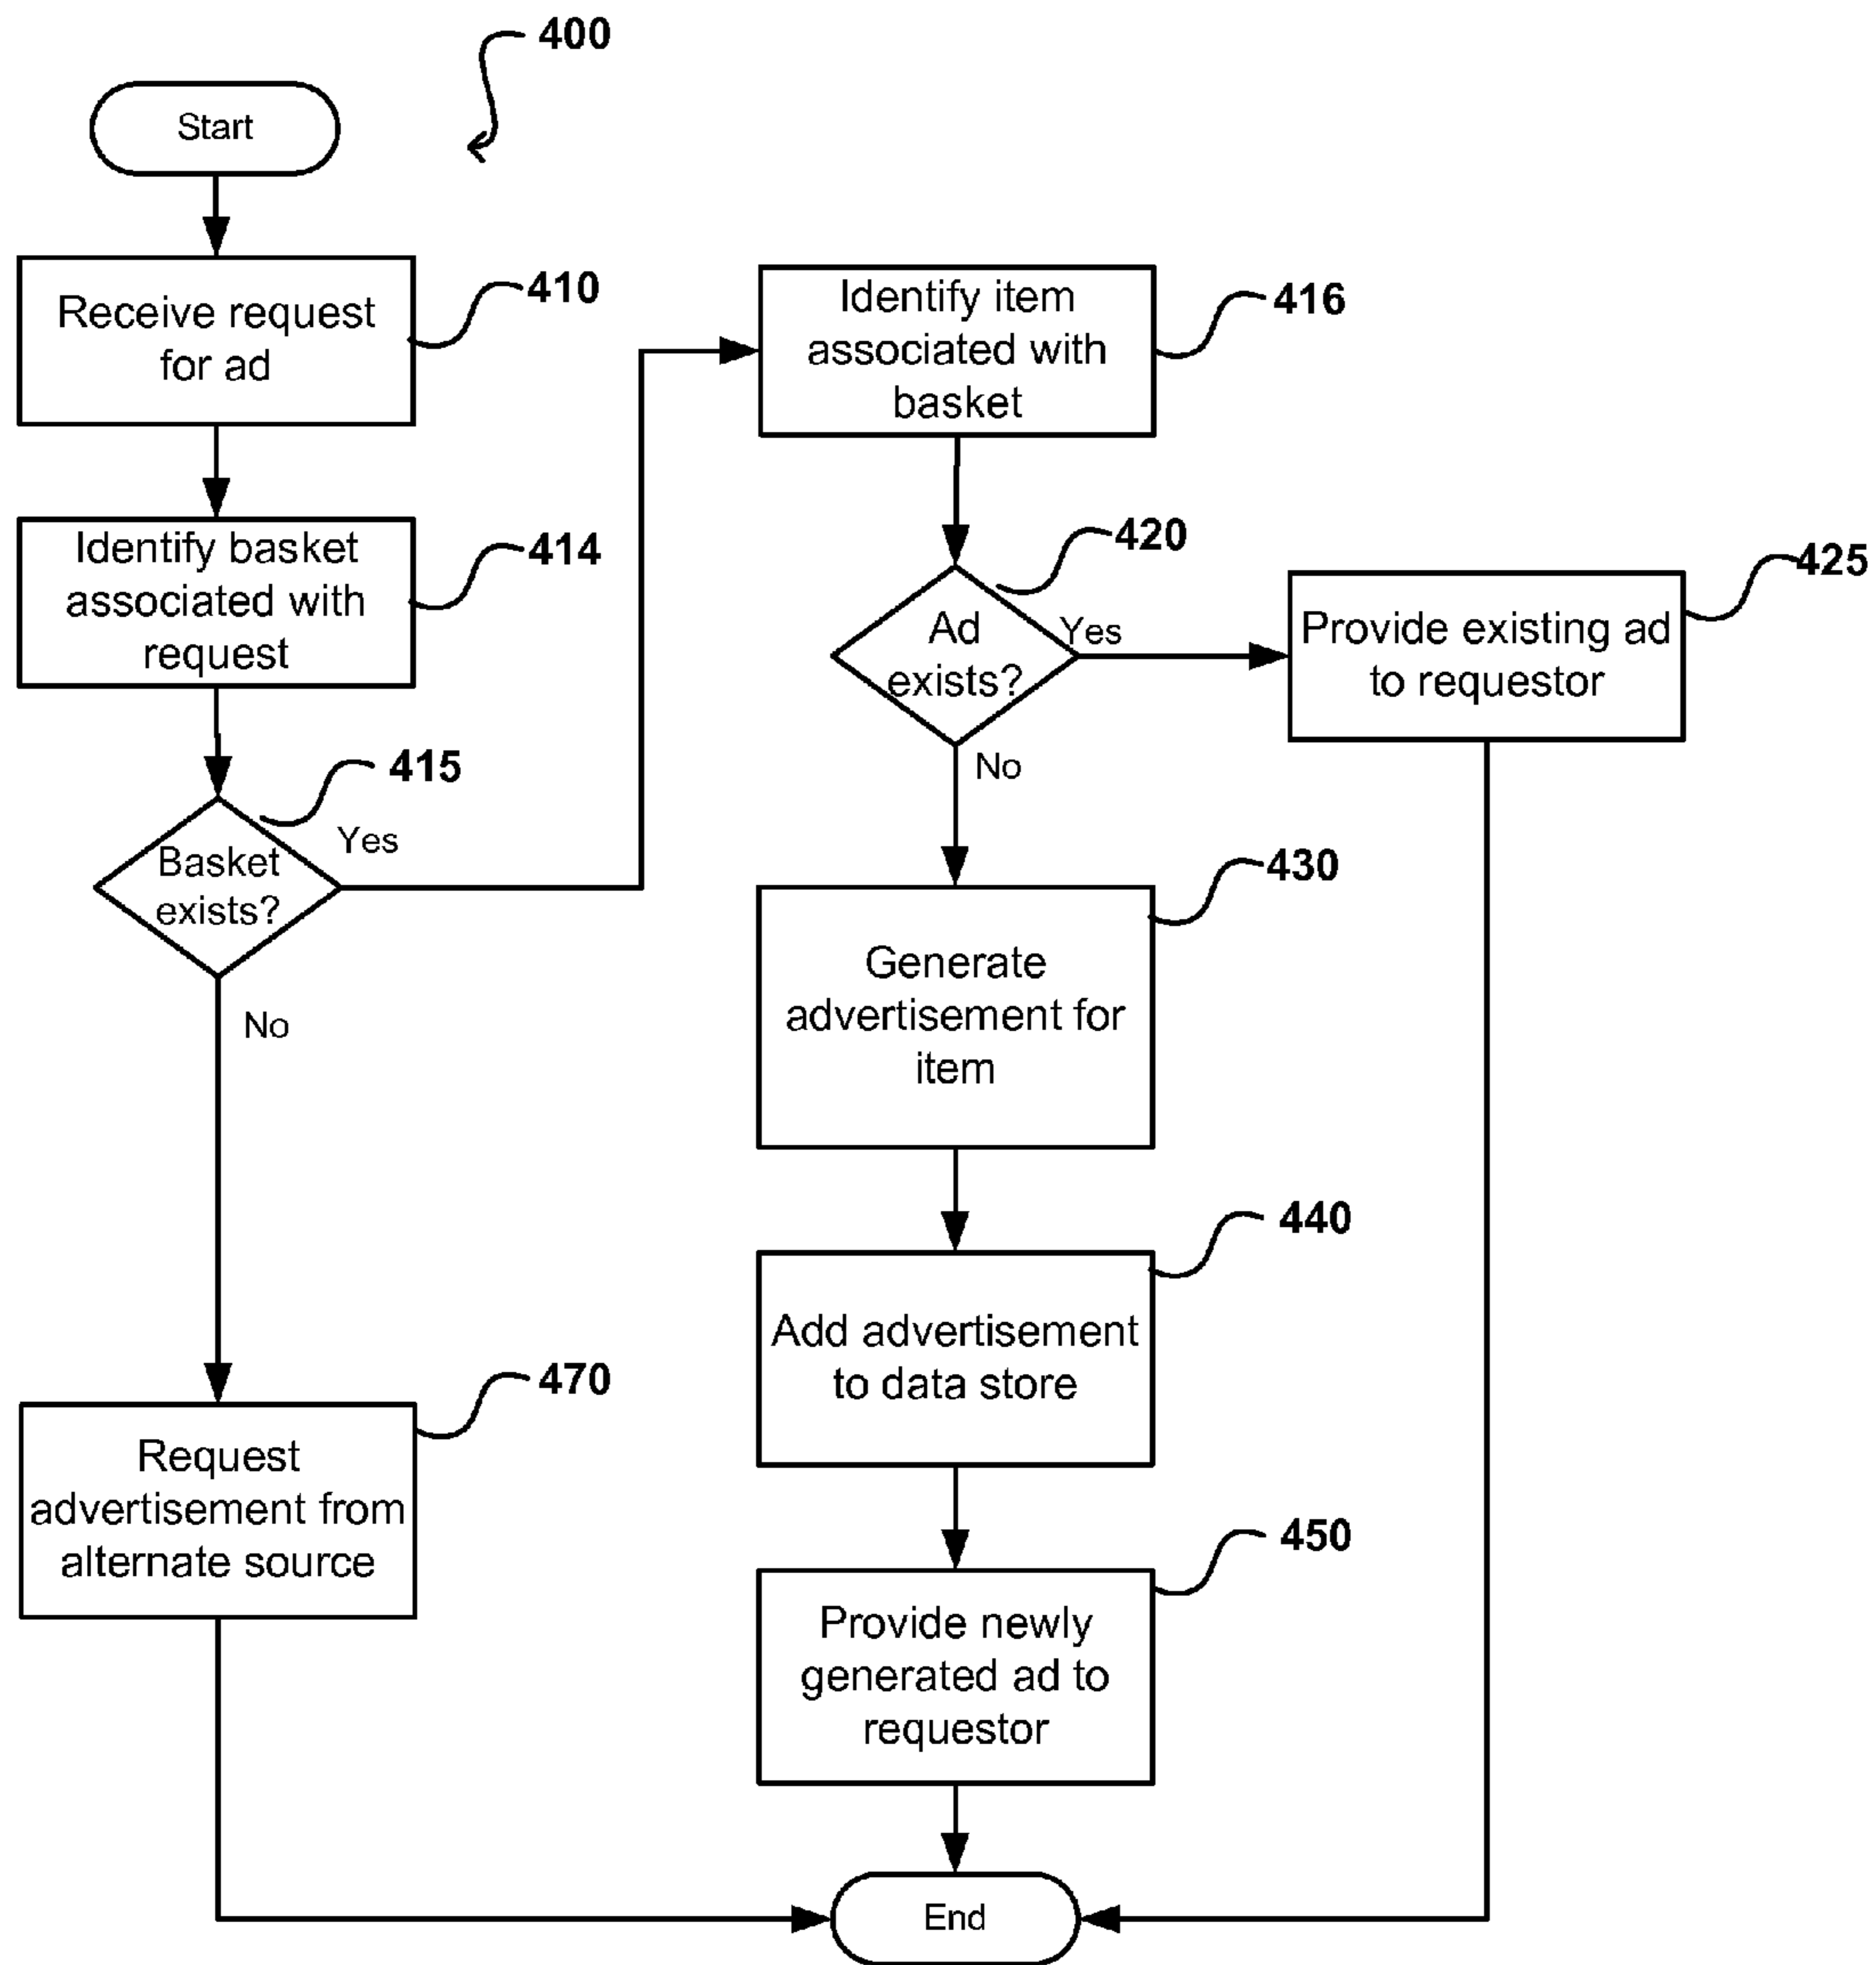 400
Start
Receive request
for ad
410
Identify basket
associated with
request
414
415
Basket
exists?
Yes
No
Request
advertisement from
alternate source
470
Identify item
associated with
basket
416
420
Ad
exists?
Yes
No
Provide existing ad
to requestor
425
Generate
advertisement for
item
430
Add advertisement
to data store
440
Provide newly
generated ad to
requestor
450
End